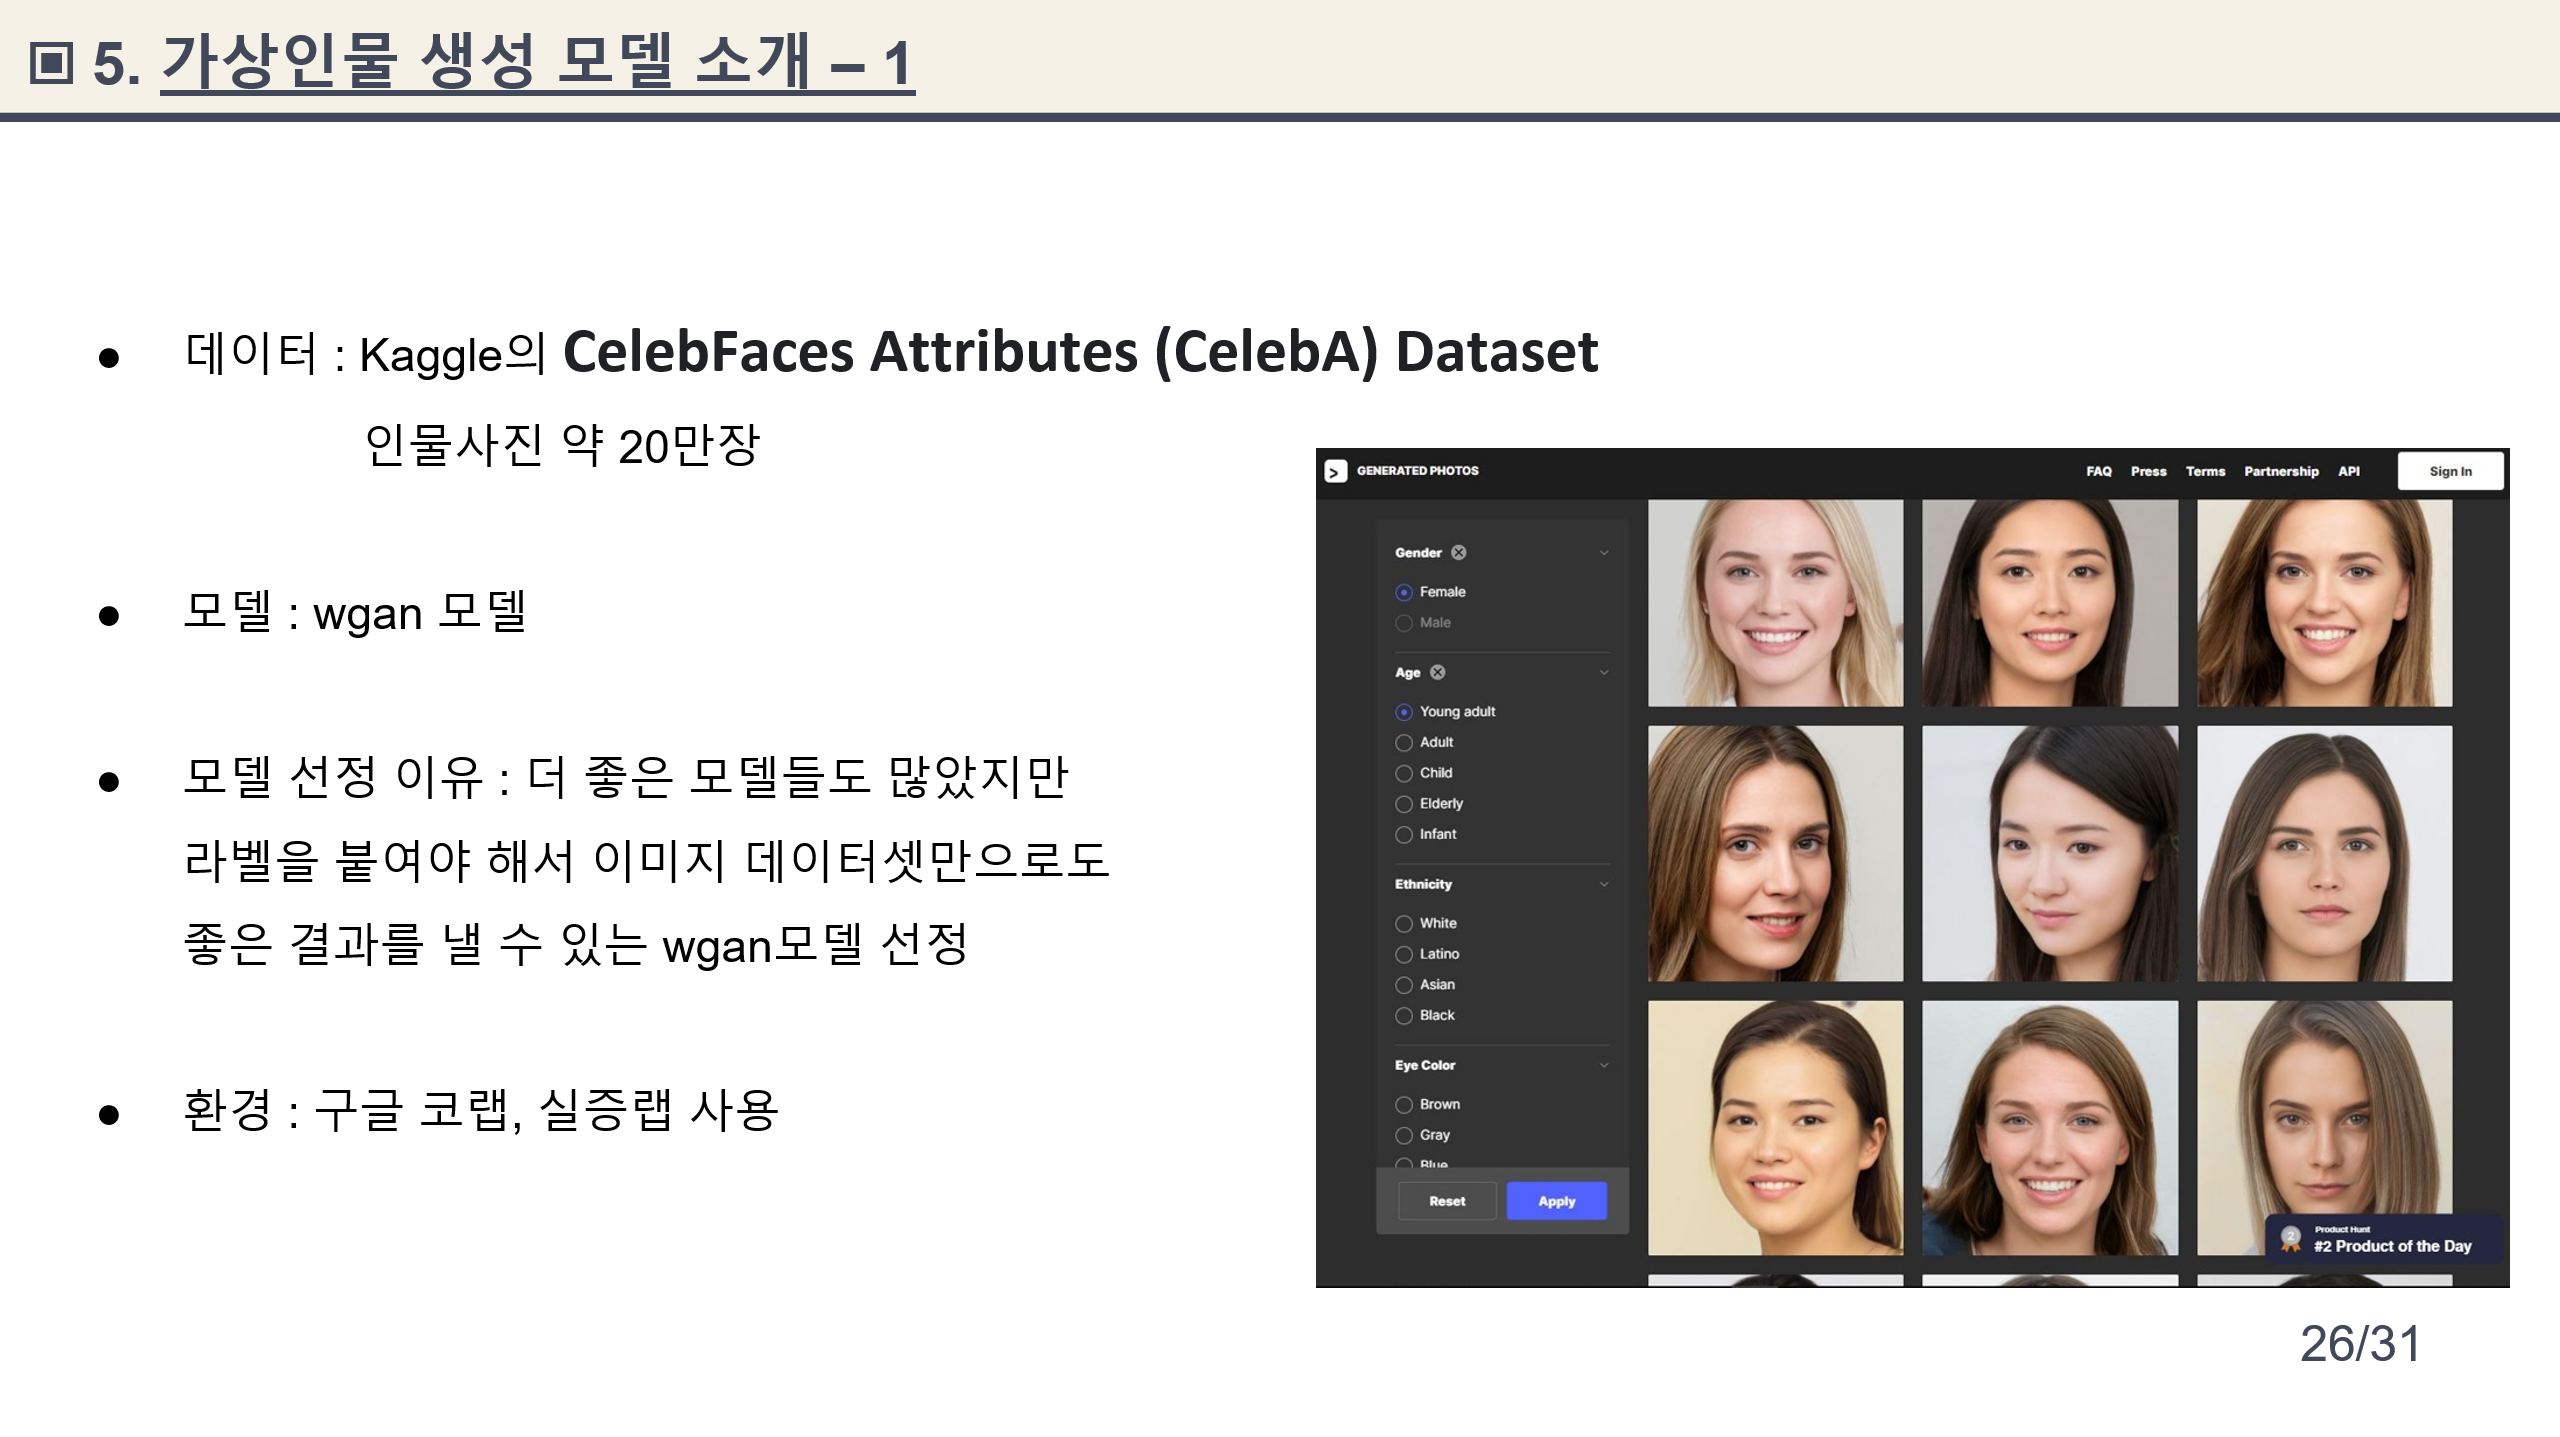 5. 가상인물 생성 모델 소개 – 1
● 데이터 : Kaggle의 CelebFaces Attributes (CelebA) Dataset
인물사진 약 20만장
● 모델 : wgan 모델
● 모델 선정 이유 : 더 좋은 모델들도 많았지만
라벨을 붙여야 해서 이미지 데이터셋만으로도
좋은 결과를 낼 수 있는 wgan모델 선정
● 환경 : 구글 코랩, 실증랩 사용
GENERATED PHOTOS
FAQ Press Terms Partnership API Sign In
Gender
Female
Male
Age
Young adult
Adult
Child
Elderly
Infant
Ethnicity
White
Latino
Asian
Black
Eye Color
Brown
Gray
Blue
Reset Apply
2
Product Hunt
#2 Product of the Day
26/31